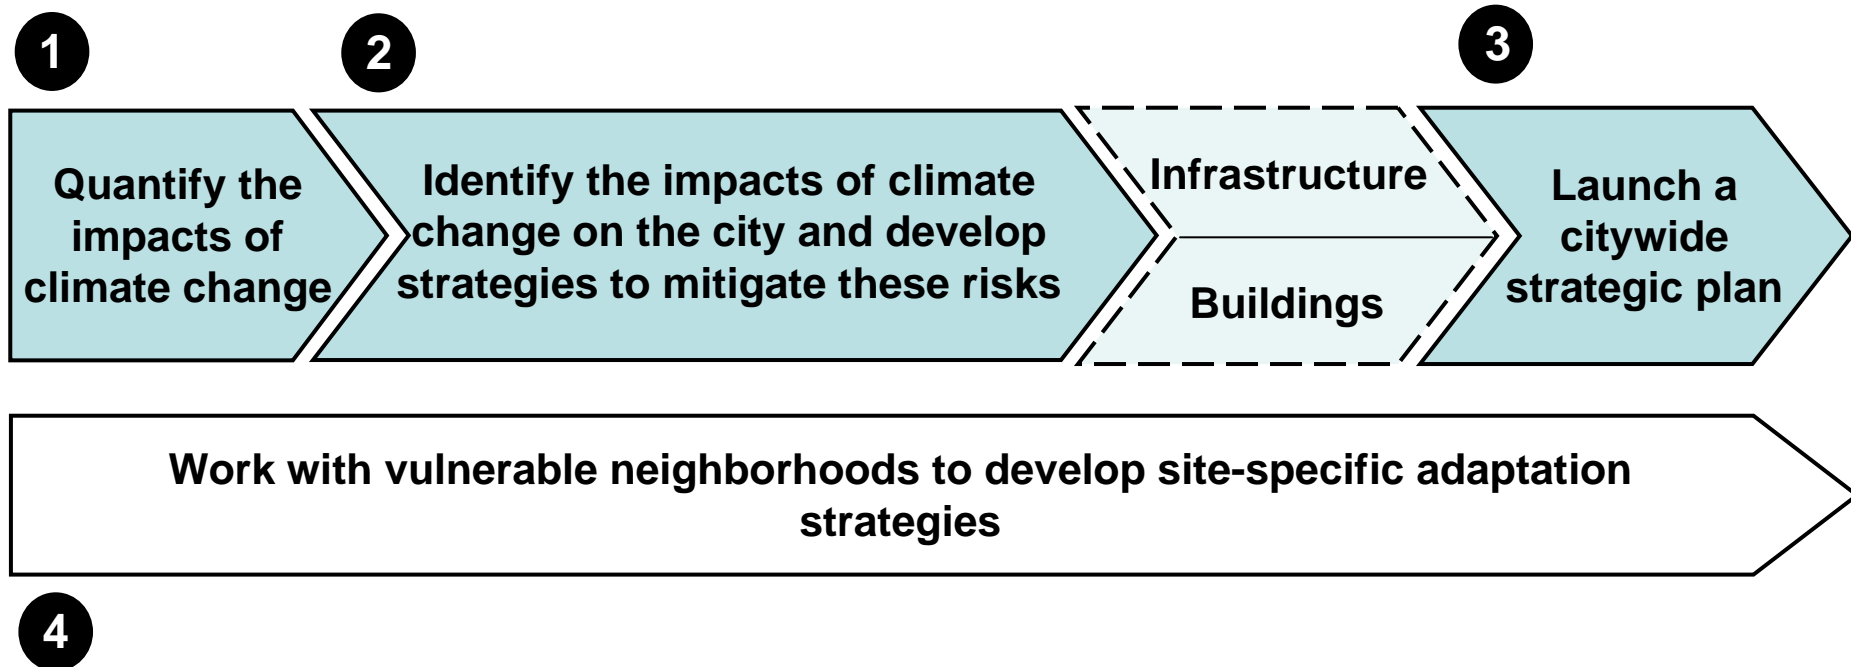 1
2
3
Quantify the
impacts of
climate change
Identify the impacts of climate
change on the city and develop
strategies to mitigate these risks
Infrastructure
Buildings
Launch a
citywide
strategic plan
Work with vulnerable neighborhoods to develop site-specific adaptation
strategies
4